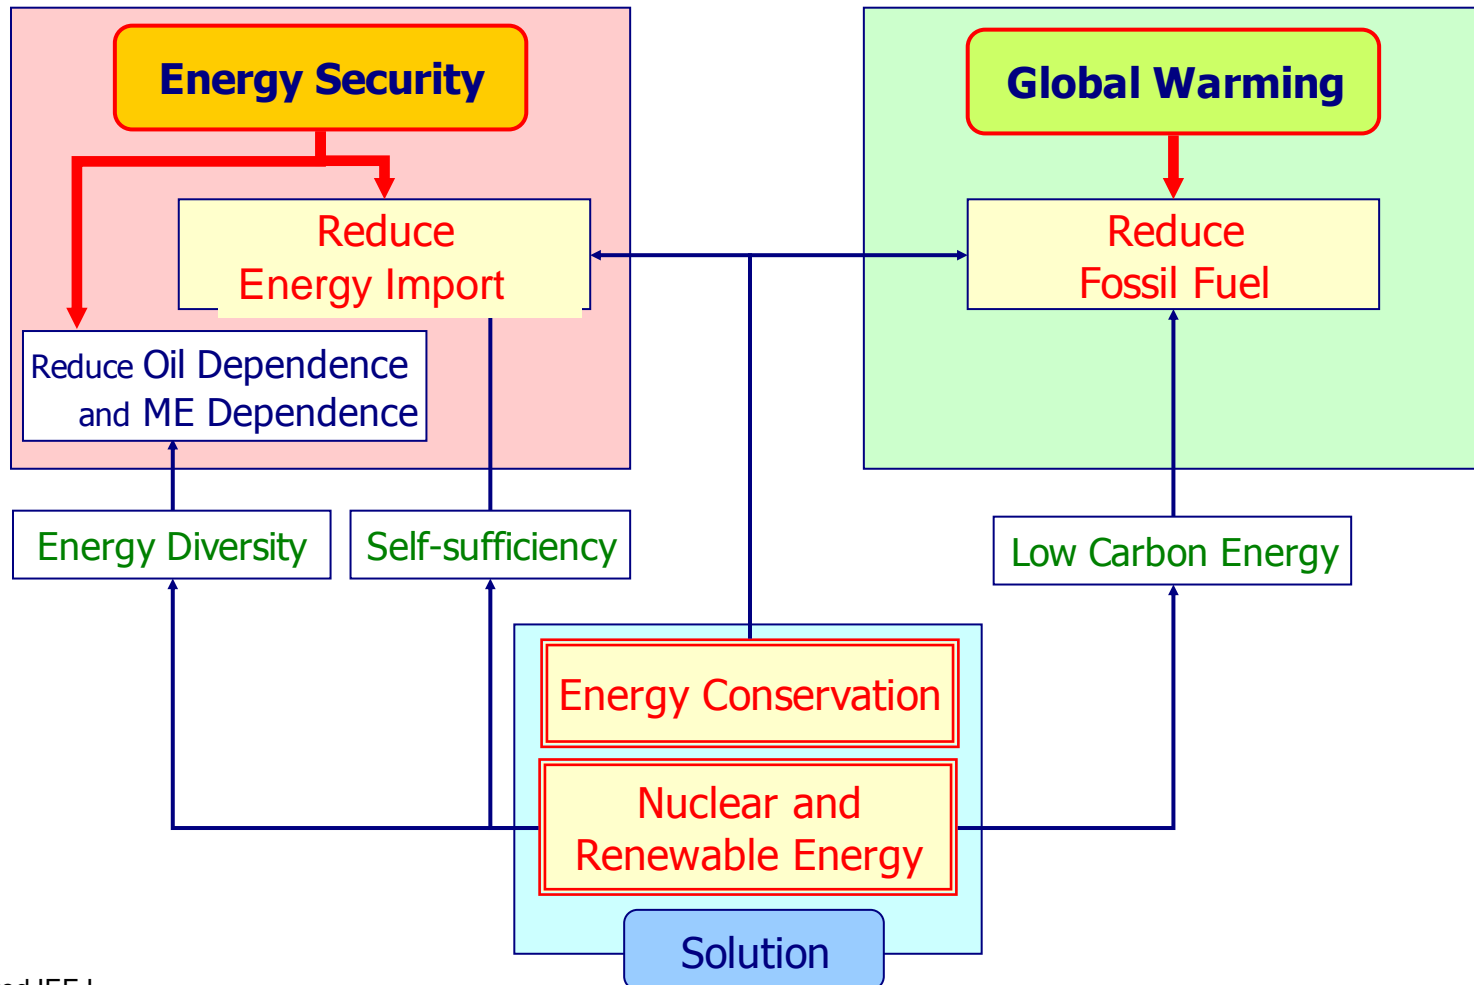 Energy Security
Global Warming
Reduce
Energy Import
Reduce
Fossil Fuel
Reduce Oil Dependence
and ME Dependence
Energy Diversity
Self-sufficiency
Low Carbon Energy
Energy Conservation
Nuclear and
Renewable Energy
Solution